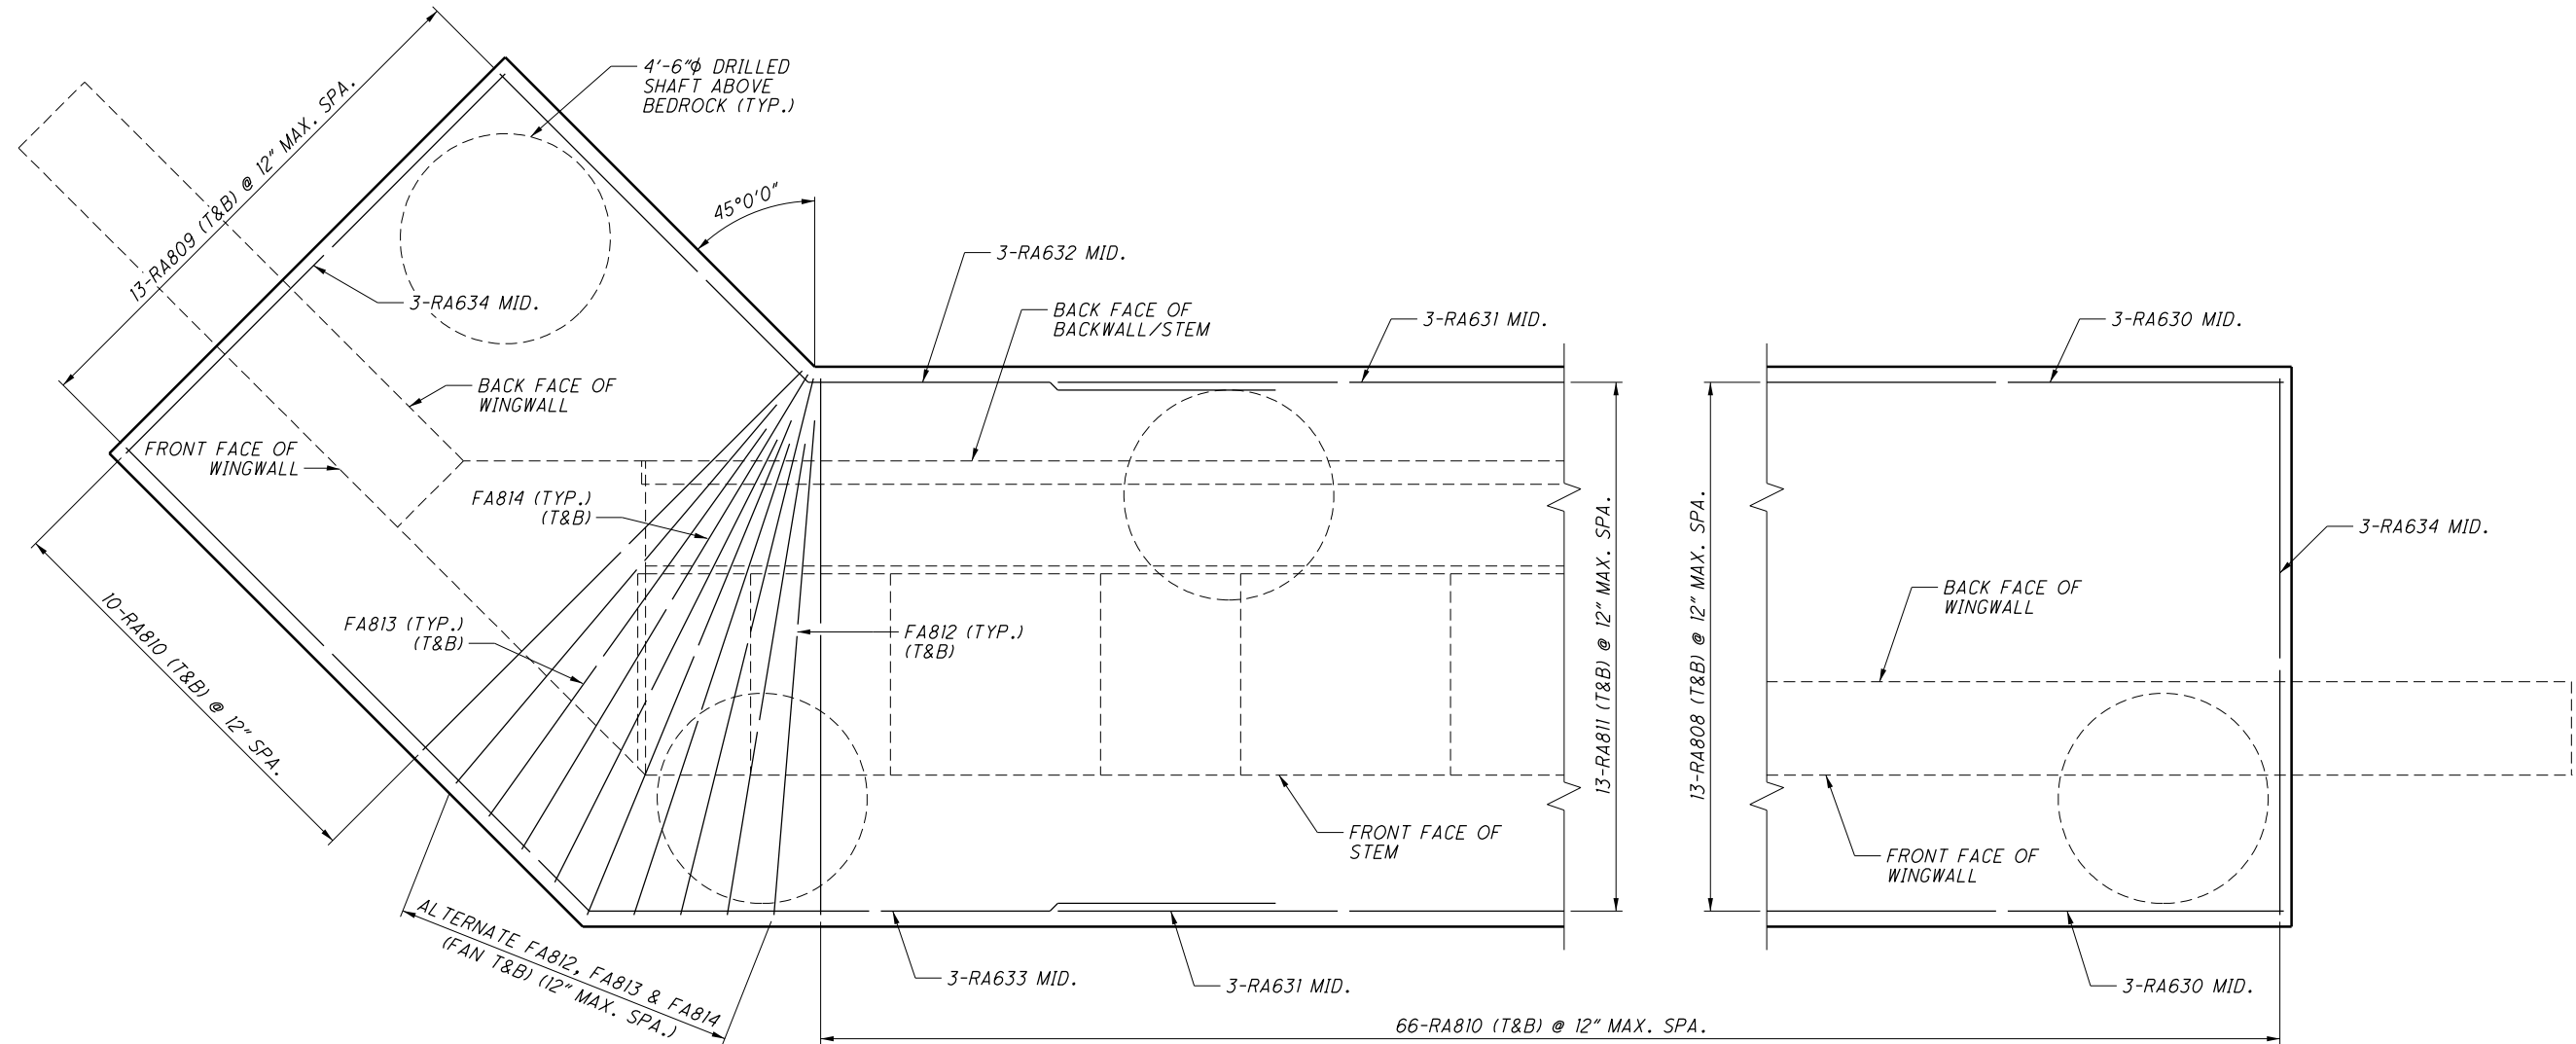 4'-6"ϕ DRILLED
SHAFT ABOVE
BEDROCK (TYP.)
13-RA809 (T&B) @ 12" MAX. SPA.
45°0'0"
3-RA632 MID.
3-RA634 MID.
BACK FACE OF
BACKWALL/STEM
3-RA631 MID.
3-RA630 MID.
BACK FACE OF
WINGWALL
FRONT FACE OF
WINGWALL
FA814 (TYP.)
(T&B)
FA813 (TYP.)
(T&B)
FA812 (TYP.)
(T&B)
10-RA810 (T&B) @ 12" SPA.
13-RA811 (T&B) @ 12" MAX. SPA.
13-RA808 (T&B) @ 12" MAX. SPA.
3-RA634 MID.
BACK FACE OF
WINGWALL
FRONT FACE OF
STEM
FRONT FACE OF
WINGWALL
ALTERNATE FA812, FA813 & FA814
(FAN T&B) (12" MAX. SPA.)
3-RA633 MID.
3-RA631 MID.
3-RA630 MID.
66-RA810 (T&B) @ 12" MAX. SPA.